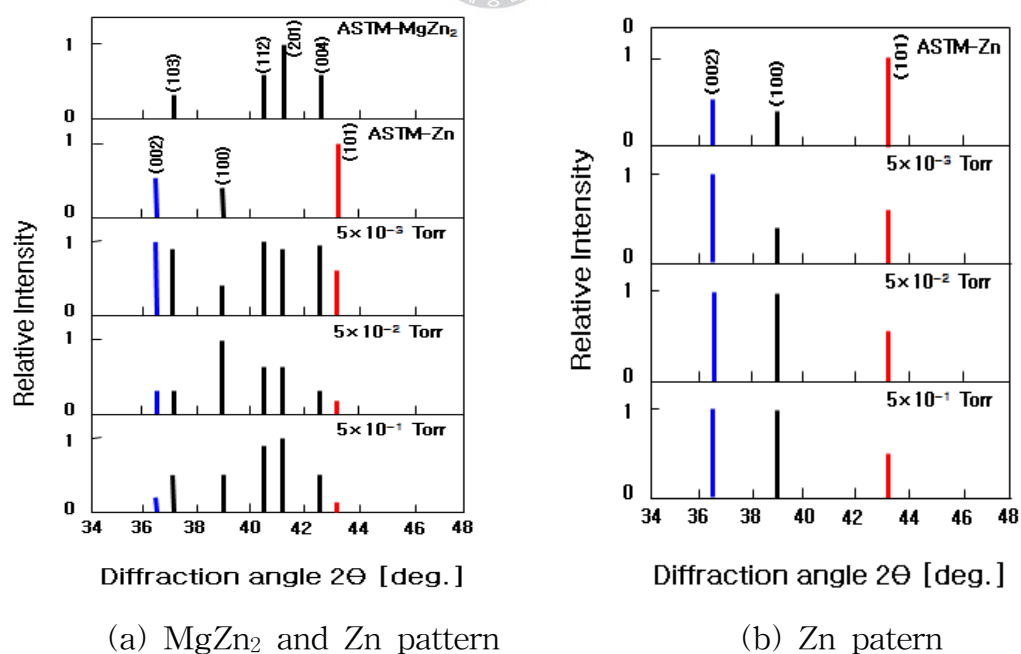 Relative Intensity
ASTM-MgZn₂
1
0
(103)
(112)
(201)
(004)
ASTM-Zn
1
0
(002)
(100)
(101)
5×10⁻³ Torr
1
0
5×10⁻² Torr
1
0
5×10⁻¹ Torr
1
0
34 36 38 40 42 44 46 48
Diffraction angle 2Θ [deg.]
(a) MgZn₂ and Zn pattern
Relative Intensity
0
1
0
ASTM-Zn
(002)
(100)
(101)
5×10⁻³ Torr
1
0
5×10⁻² Torr
1
0
5×10⁻¹ Torr
1
0
34 36 38 42 44 46 48
Diffraction angle 2Θ [deg.]
(b) Zn patern